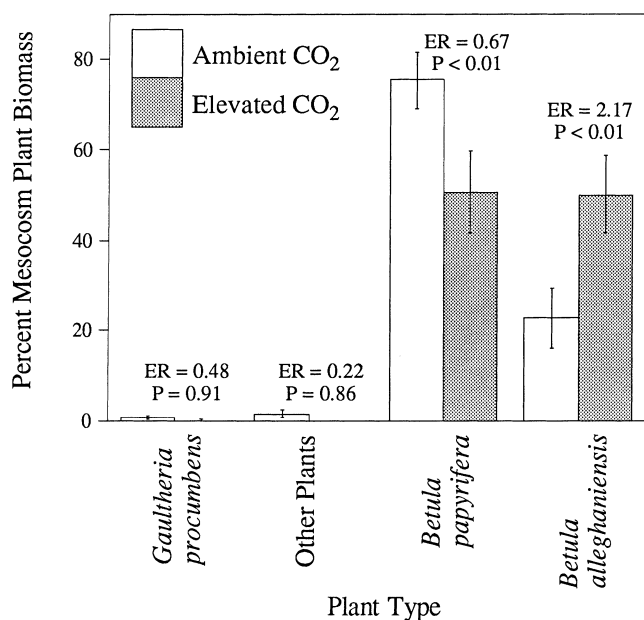 Percent Mesocosm Plant Biomass
80
60
40
20
0
Ambient CO₂
Elevated CO₂
ER = 0.48
P = 0.91
ER = 0.22
P = 0.86
ER = 0.67
P < 0.01
ER = 2.17
P < 0.01
Gaultheria
procumbens
Other Plants
Betula
papyrifera
Betula
alleghaniensis
Plant Type